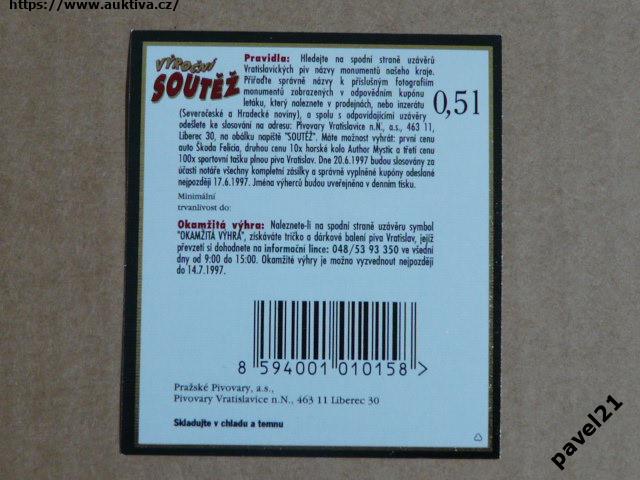 https://www.auktiva.cz/
VÝROČNÍ
SOUTĚŽ
Pravidla: Hledejte na spodní straně uzávěrů
Vratislavických piv názvy monumentů našeho kraje.
Přiřaďte správně názvy k příslušným fotografiím
monumentů zobrazených v odpovědním kupónu
letáku, který naleznete v prodejnách, nebo inzerátu
(Severočeské a Hradecké noviny), a spolu s odpovídajícími uzávěry
odešlete ke slosování na adresu: Pivovary Vratislavice n.N., a.s., 463 11,
Liberec 30, na obálku napiště "SOUTĚŽ". Máte možnost vyhrát: první cenu
auto Škoda Felicia, druhou cenu 10x horské kolo Author Mystic a třetí cenu
100x sportovní tašku plnou piva Vratislav. Dne 20.6.1997 budou slosovány za
účasti notáře všechny kompletní zásilky a správně vyplněné kupóny odeslané
nejpozději 17.6.1997. Jména výherců budou uveřejněna v denním tisku.
0,5 l
Minimální
trvanlivost do:
Okamžitá výhra: Naleznete-li na spodní straně uzávěru symbol
"OKAMŽITÁ VÝHRA", získáváte tričko a dárkové balení piva Vratislav, jejíž
převzetí si dohodnete na informační lince: 048/53 93 350 ve všední
dny od 9:00 do 15:00. Okamžité výhry je možno vyzvednout nejpozději
do 14.7.1997.
8 594001 010158 >
Pražské Pivovary, a.s.,
Pivovary Vratislavice n.N., 463 11 Liberec 30
Skladujte v chladu a temnu
pavel21